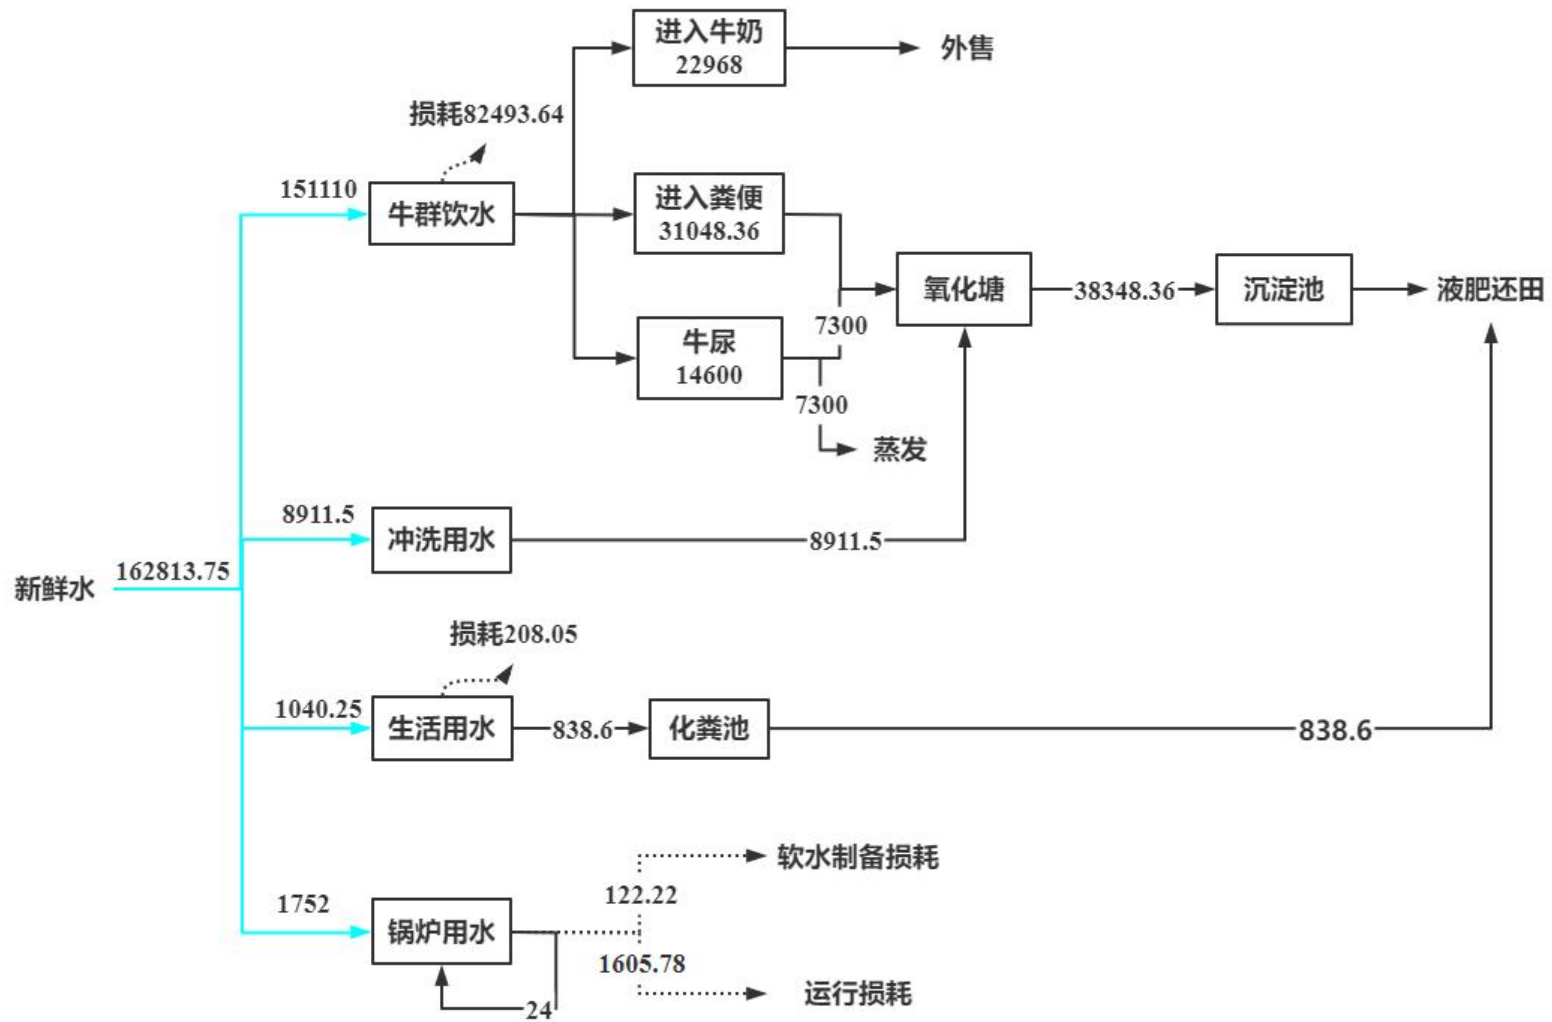 进入牛奶
22968
外售
损耗82493.64
151110
牛群饮水
进入粪便
31048.36
氧化塘
38348.36
沉淀池
液肥还田
7300
牛尿
14600
7300
蒸发
8911.5
冲洗用水
8911.5
新鲜水
162813.75
损耗208.05
1040.25
生活用水
838.6
化粪池
838.6
软水制备损耗
122.22
1752
锅炉用水
1605.78
运行损耗
24